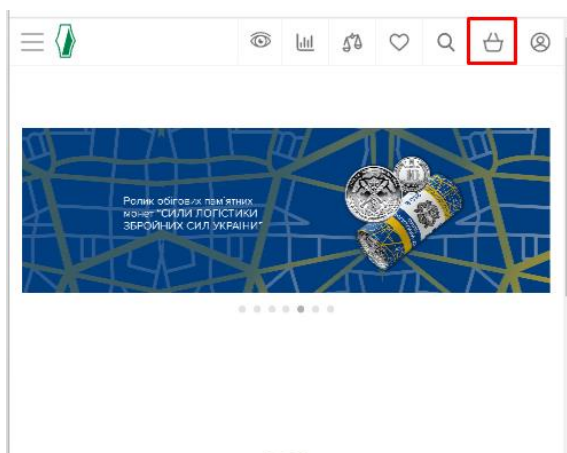 Ролик обігових пам'ятних
монет "СИЛИ ЛОГІСТИКИ
ЗБРОЙНИХ СИЛ УКРАЇНИ"